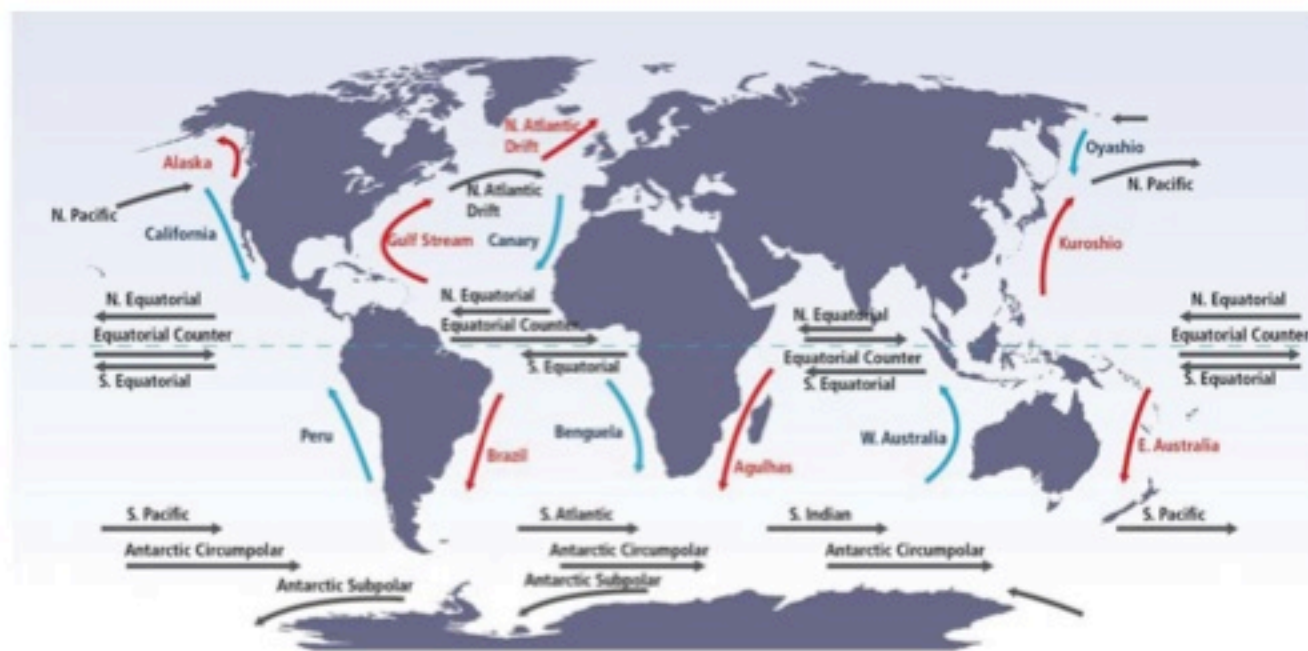 N. Atlantic
Drift
Oyashio
Alaska
N. Pacific
N. Atlantic
Drift
N. Pacific
California
Gulf Stream
Canary
Kuroshio
N. Equatorial
N. Equatorial
N. Equatorial
N. Equatorial
Equatorial Counter
Equatorial Counter
Equatorial Counter
Equatorial Counter
S. Equatorial
S. Equatorial
S. Equatorial
S. Equatorial
Peru
Brazil
Benguela
Agulhas
W. Australia
E. Australia
S. Pacific
S. Atlantic
S. Indian
S. Pacific
Antarctic Circumpolar
Antarctic Circumpolar
Antarctic Circumpolar
Antarctic Subpolar
Antarctic Subpolar